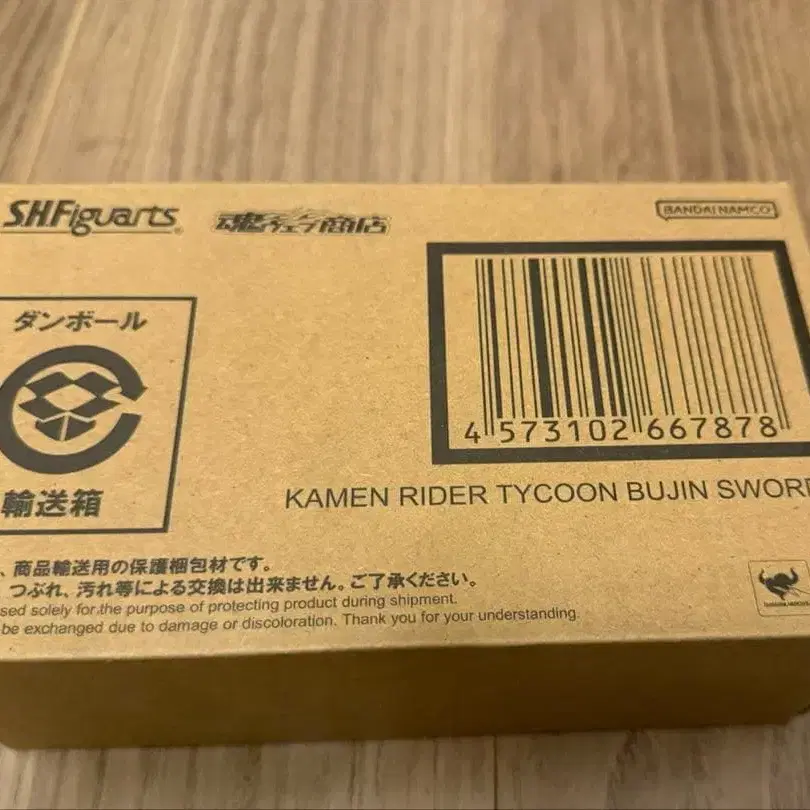 S.H.Figuarts
魂ウェブ商店
BANDAI NAMCO
ダンボール
輸送箱
4 573102 667878
KAMEN RIDER TYCOON BUJIN SWORD
、商品輸送用の保護梱包材です。
つぶれ、汚れ等による交換は出来ません。ご了承ください。
sed solely for the purpose of protecting product during shipment.
be exchanged due to damage or discoloration. Thank you for your understanding.